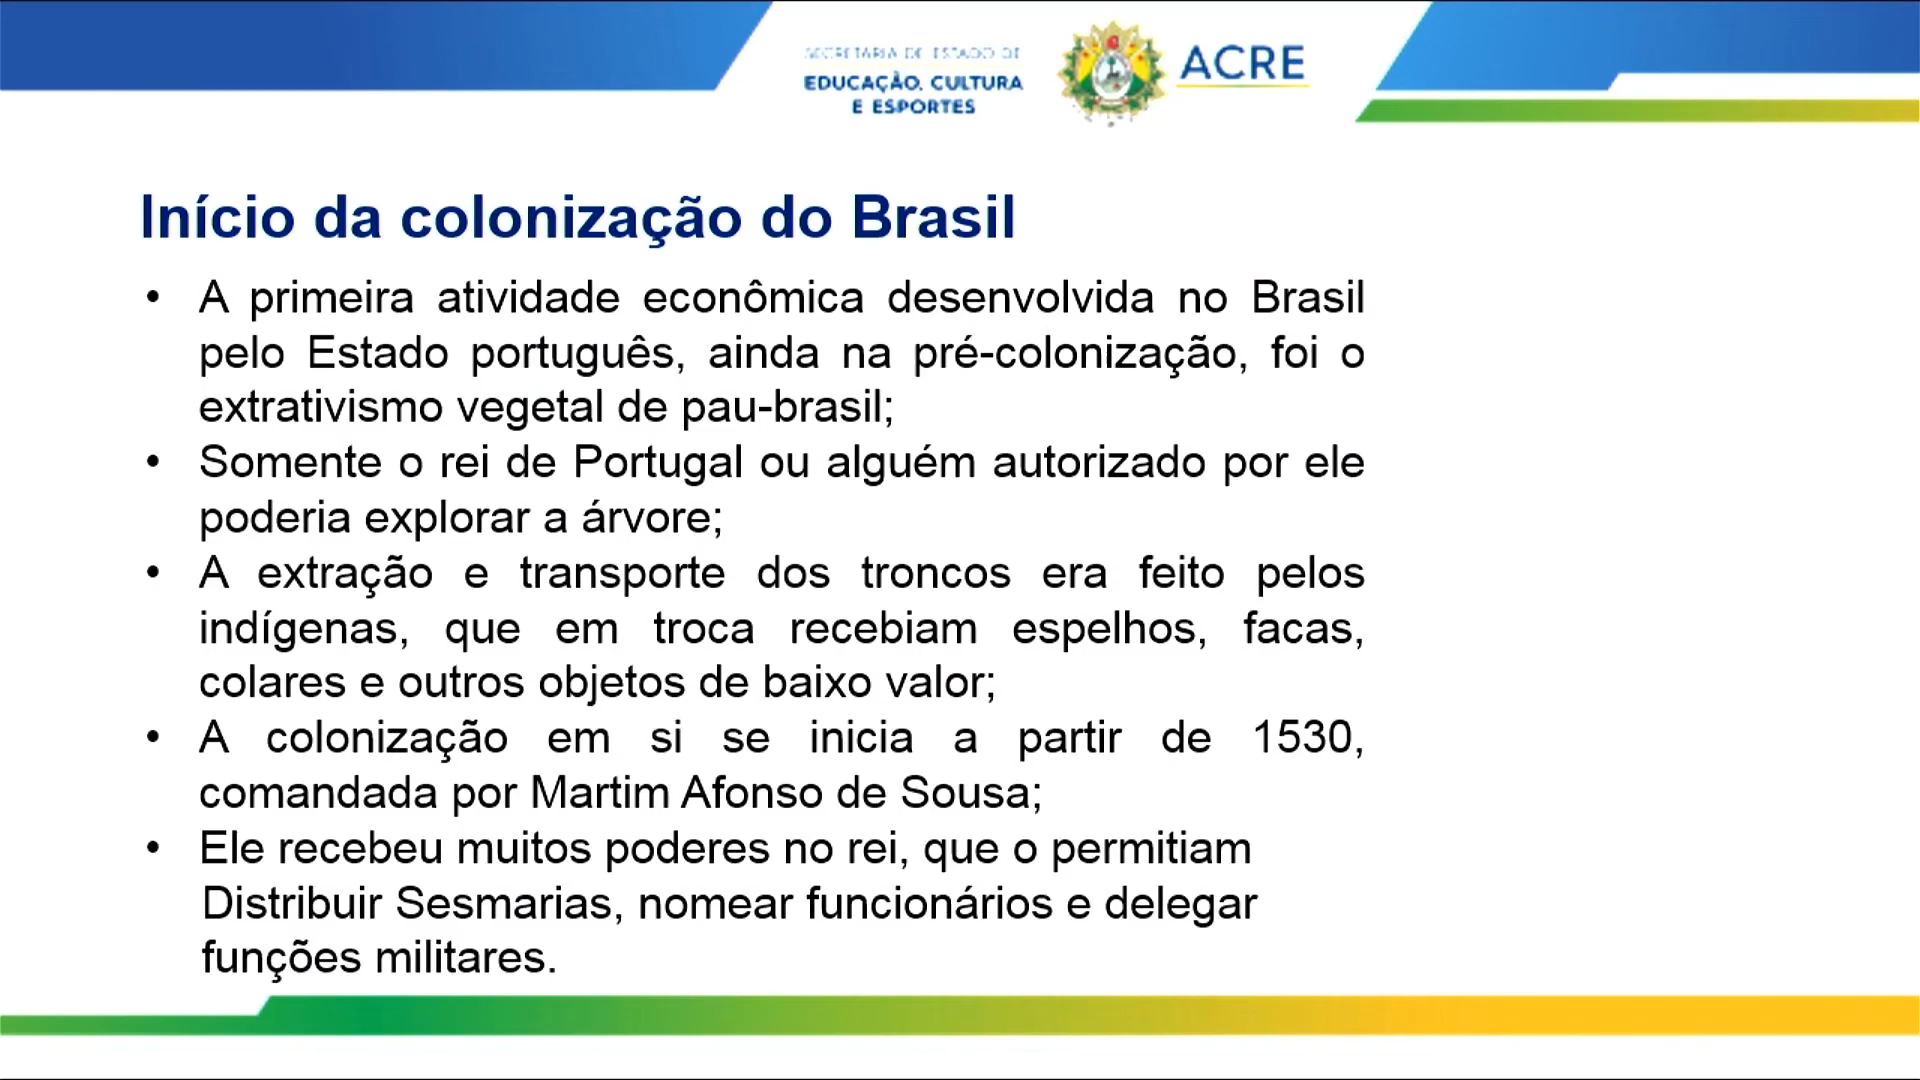 SECRETARIA DE ESTADO DE
EDUCAÇÃO, CULTURA
E ESPORTES
ACRE
Início da colonização do Brasil
• A primeira atividade econômica desenvolvida no Brasil
pelo Estado português, ainda na pré-colonização, foi o
extrativismo vegetal de pau-brasil;
• Somente o rei de Portugal ou alguém autorizado por ele
poderia explorar a árvore;
• A extração e transporte dos troncos era feito pelos
indígenas, que em troca recebiam espelhos, facas,
colares e outros objetos de baixo valor;
• A colonização em si se inicia a partir de 1530,
comandada por Martim Afonso de Sousa;
• Ele recebeu muitos poderes no rei, que o permitiam
Distribuir Sesmarias, nomear funcionários e delegar
funções militares.